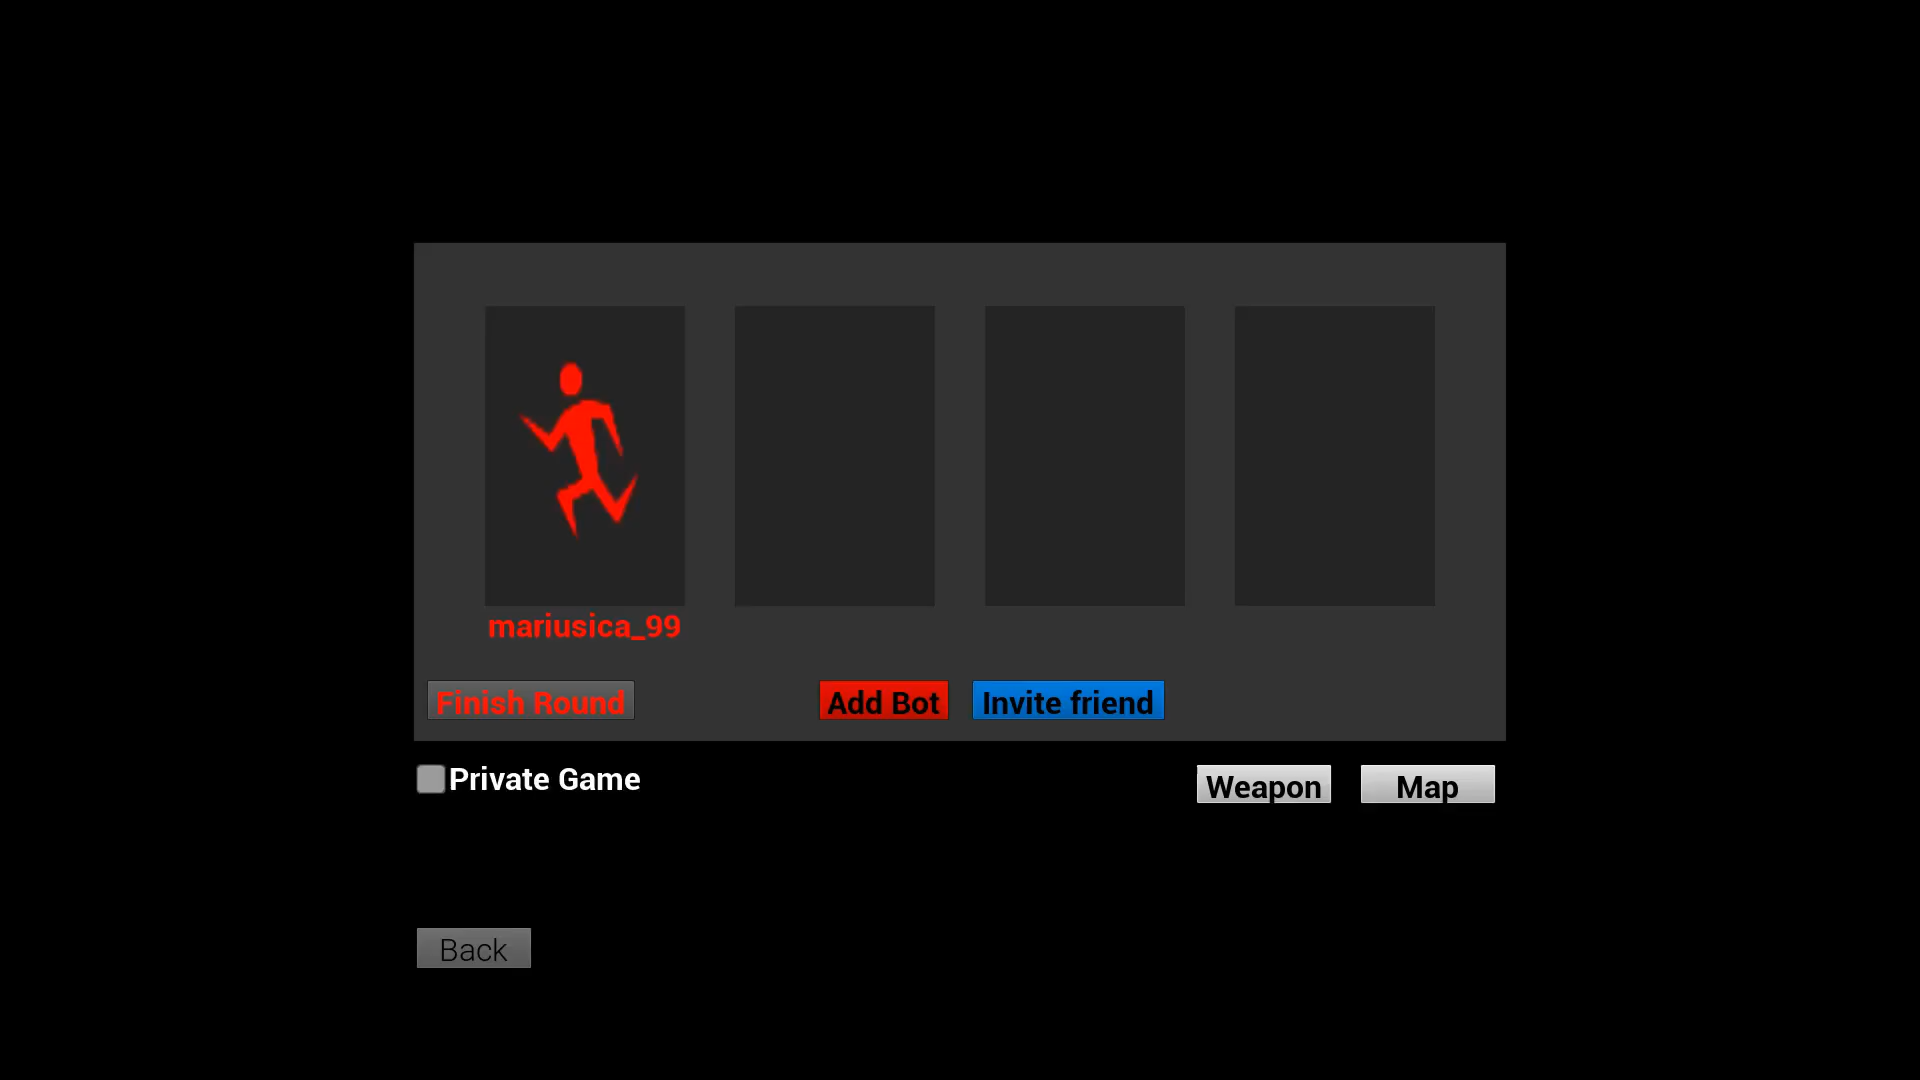 mariusica_99
Finish Round
Add Bot
Invite friend
Private Game
Weapon
Map
Back